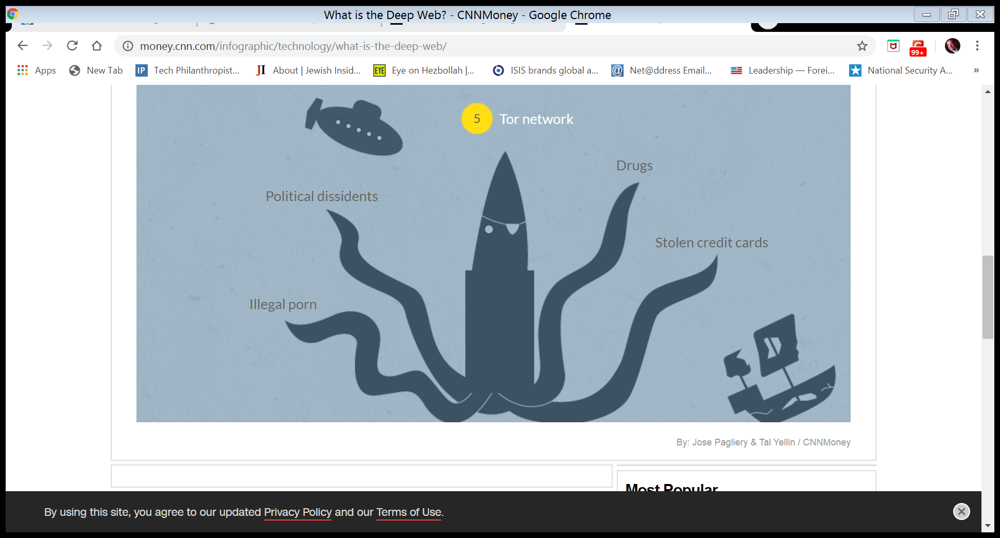 What is the Deep Web? - CNNMoney - Google Chrome
money.cnn.com/infographic/technology/what-is-the-deep-web/
99+
Apps
New Tab
IP Tech Philanthropist...
JI About | Jewish Insid...
EYE Eye on Hezbollah |...
ISIS brands global a...
@ Net@ddress Email...
Leadership — Forei...
National Security A...
»
5 Tor network
Drugs
Political dissidents
Stolen credit cards
Illegal porn
By: Jose Pagliery & Tal Yellin / CNNMoney
Most Popular
By using this site, you agree to our updated Privacy Policy and our Terms of Use.